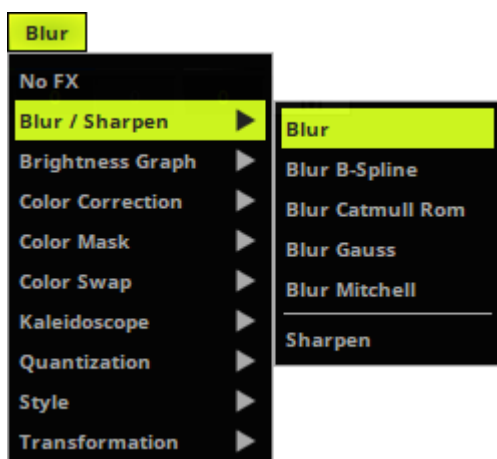 Blur
No FX
Blur / Sharpen
Brightness Graph
Color Correction
Color Mask
Color Swap
Kaleidoscope
Quantization
Style
Transformation
Blur
Blur B-Spline
Blur Catmull Rom
Blur Gauss
Blur Mitchell
Sharpen